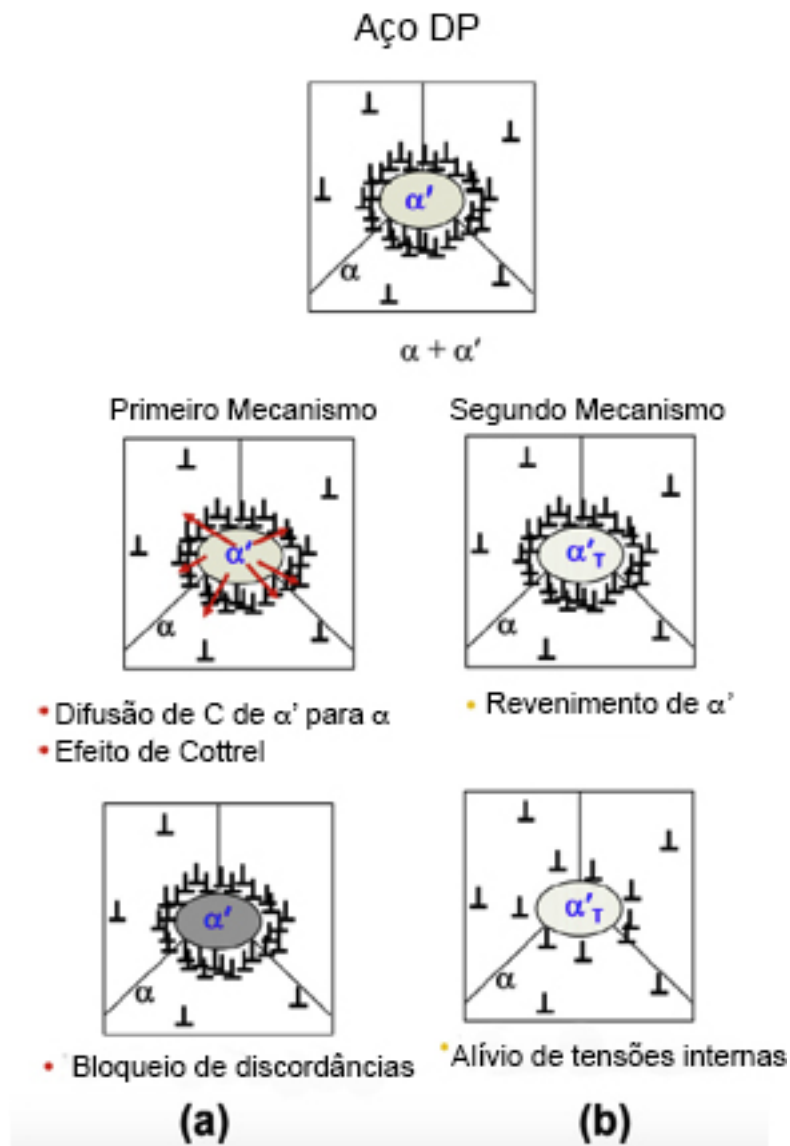 Aço DP
α'
α
α + α'
Primeiro Mecanismo
Segundo Mecanismo
α'
α
α'T
α
• Difusão de C de α' para α
• Efeito de Cottrel
• Revenimento de α'
α'
α
α'T
α
• Bloqueio de discordâncias
• Alívio de tensões internas
(a)
(b)